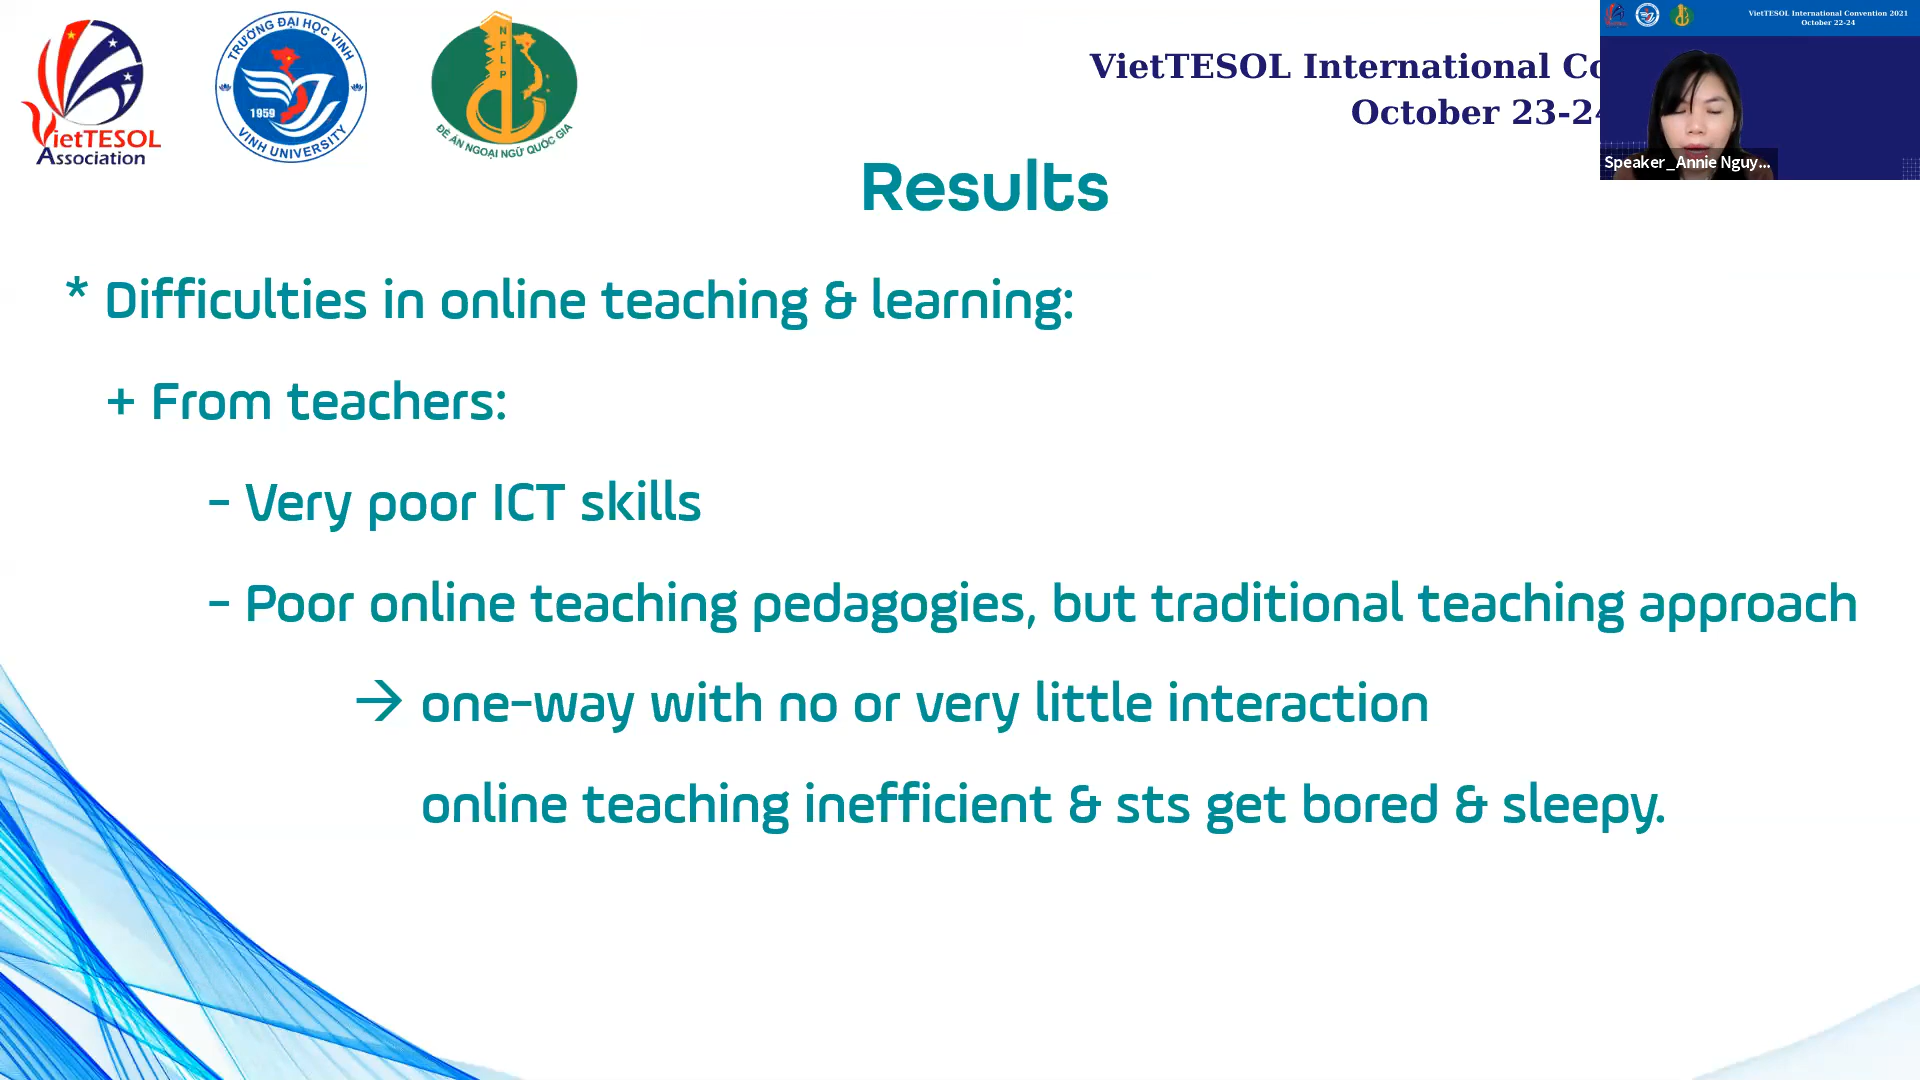 VietTESOL
Association
TRƯỜNG ĐẠI HỌC VINH
1959
VINH UNIVERSITY
NFLP
ĐỀ ÁN NGOẠI NGỮ QUỐC GIA
VietTESOL International Co
October 23-24
VietTESOL International Convention 2021
October 22-24
Speaker_Annie Nguy...
Results
* Difficulties in online teaching & learning:
+ From teachers:
- Very poor ICT skills
- Poor online teaching pedagogies, but traditional teaching approach
→ one-way with no or very little interaction
online teaching inefficient & sts get bored & sleepy.